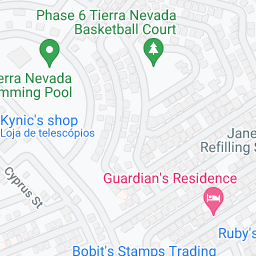 Phase 6 Tierra Nevada
Basketball Court
erra Nevada
mming Pool
Kynic's shop
Loja de telescópios
Jane
Refilling S
Guardian's Residence
Cyprus St
Ruby's
Bobit's Stamps Trading